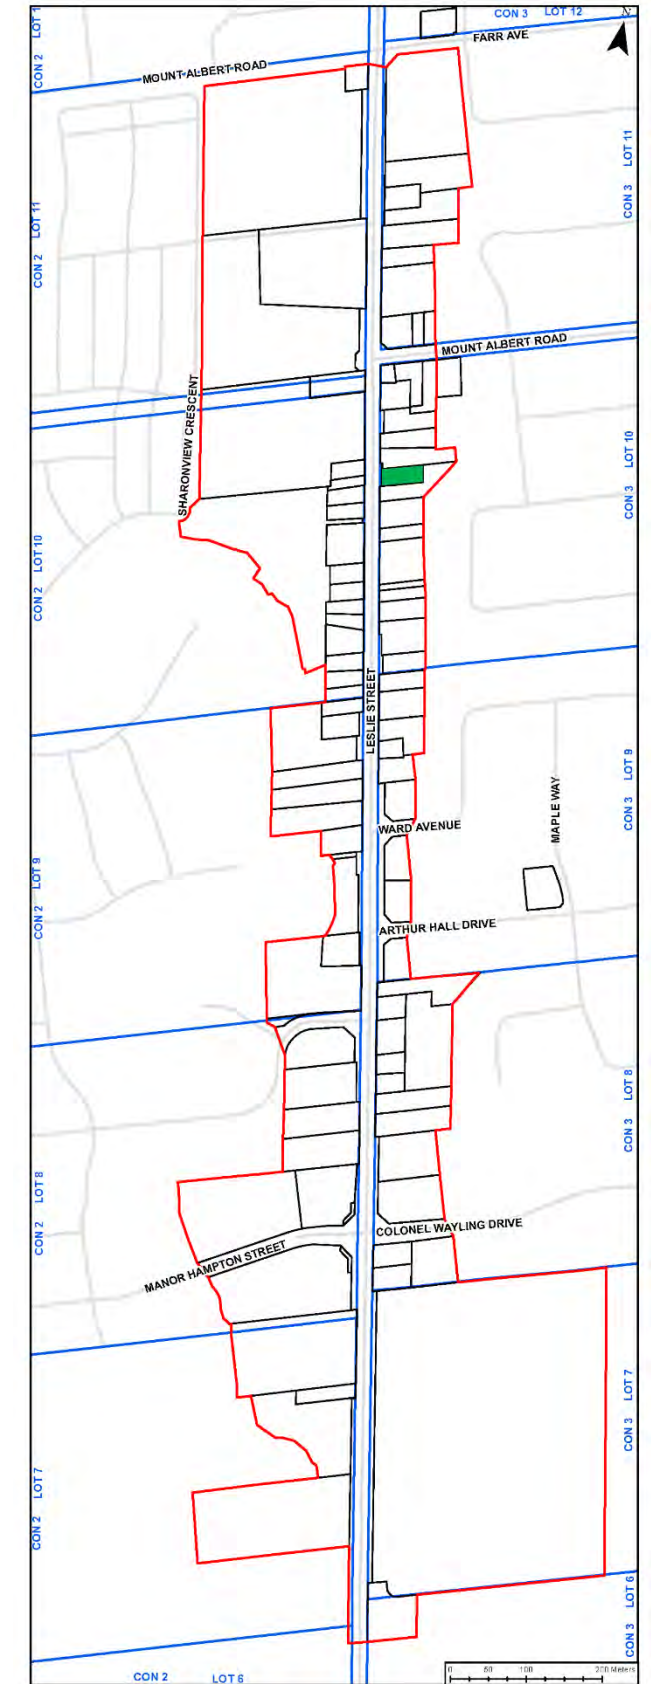 CON 3 LOT 12
N
LOT 1
CON 2
FARR AVE
MOUNT ALBERT ROAD
CON 3 LOT 11
CON 2 LOT 11
MOUNT ALBERT ROAD
SHARONVIEW CRESCENT
CON 3 LOT 10
CON 2 LOT 10
LESLIE STREET
CON 3 LOT 9
MAPLE WAY
WARD AVENUE
CON 2 LOT 9
ARTHUR HALL DRIVE
CON 3 LOT 8
CON 2 LOT 8
COLONEL WAYLING DRIVE
MANOR HAMPTON STREET
CON 3 LOT 7
CON 2 LOT 7
CON 3 LOT 6
CON 2 LOT 6
0 50 100 200 Meters